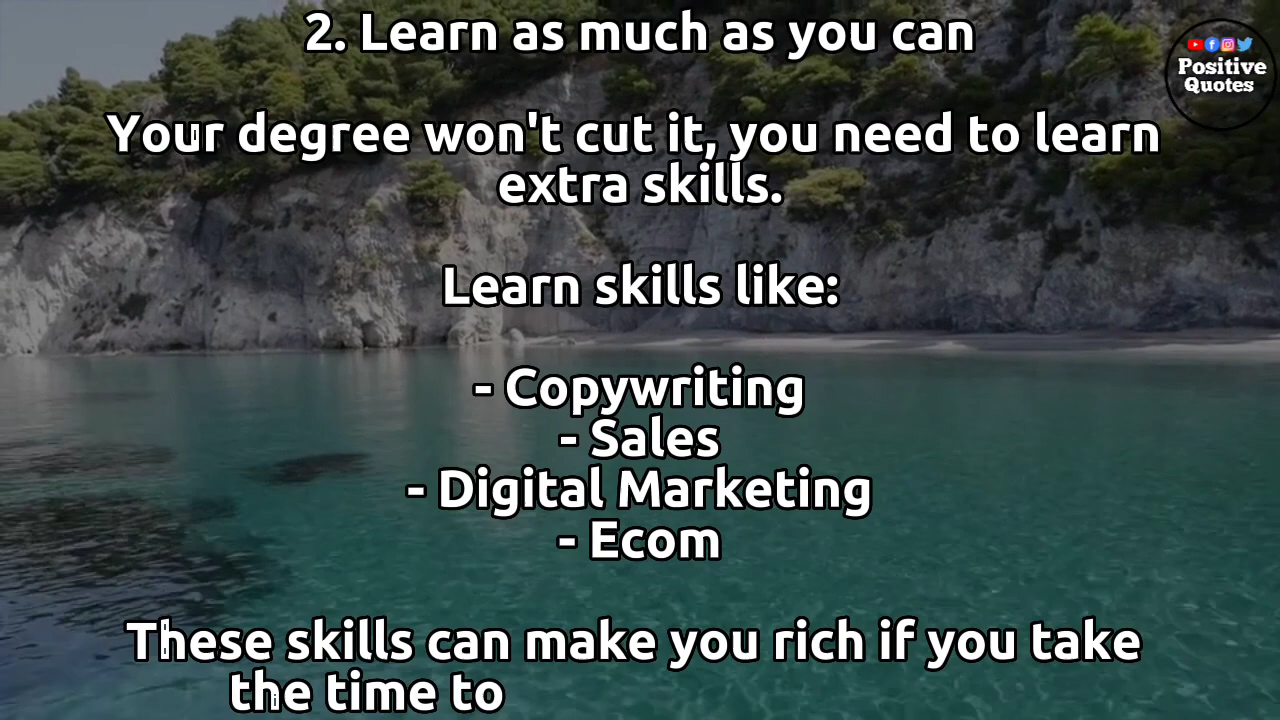 2. Learn as much as you can
Positive
Quotes
Your degree won't cut it, you need to learn
extra skills.
Learn skills like:
- Copywriting
- Sales
- Digital Marketing
- Ecom
These skills can make you rich if you take
the time to